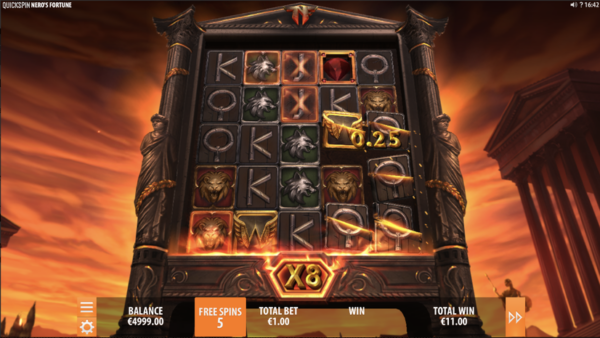 QUICKSPIN NERO'S FORTUNE
? 16:42
K
Q
Q K
K K
0.25
Q K K
K
W K Q Q
X8
BALANCE
€4999.00
FREE SPINS
5
TOTAL BET
€1.00
WIN
TOTAL WIN
€11.00